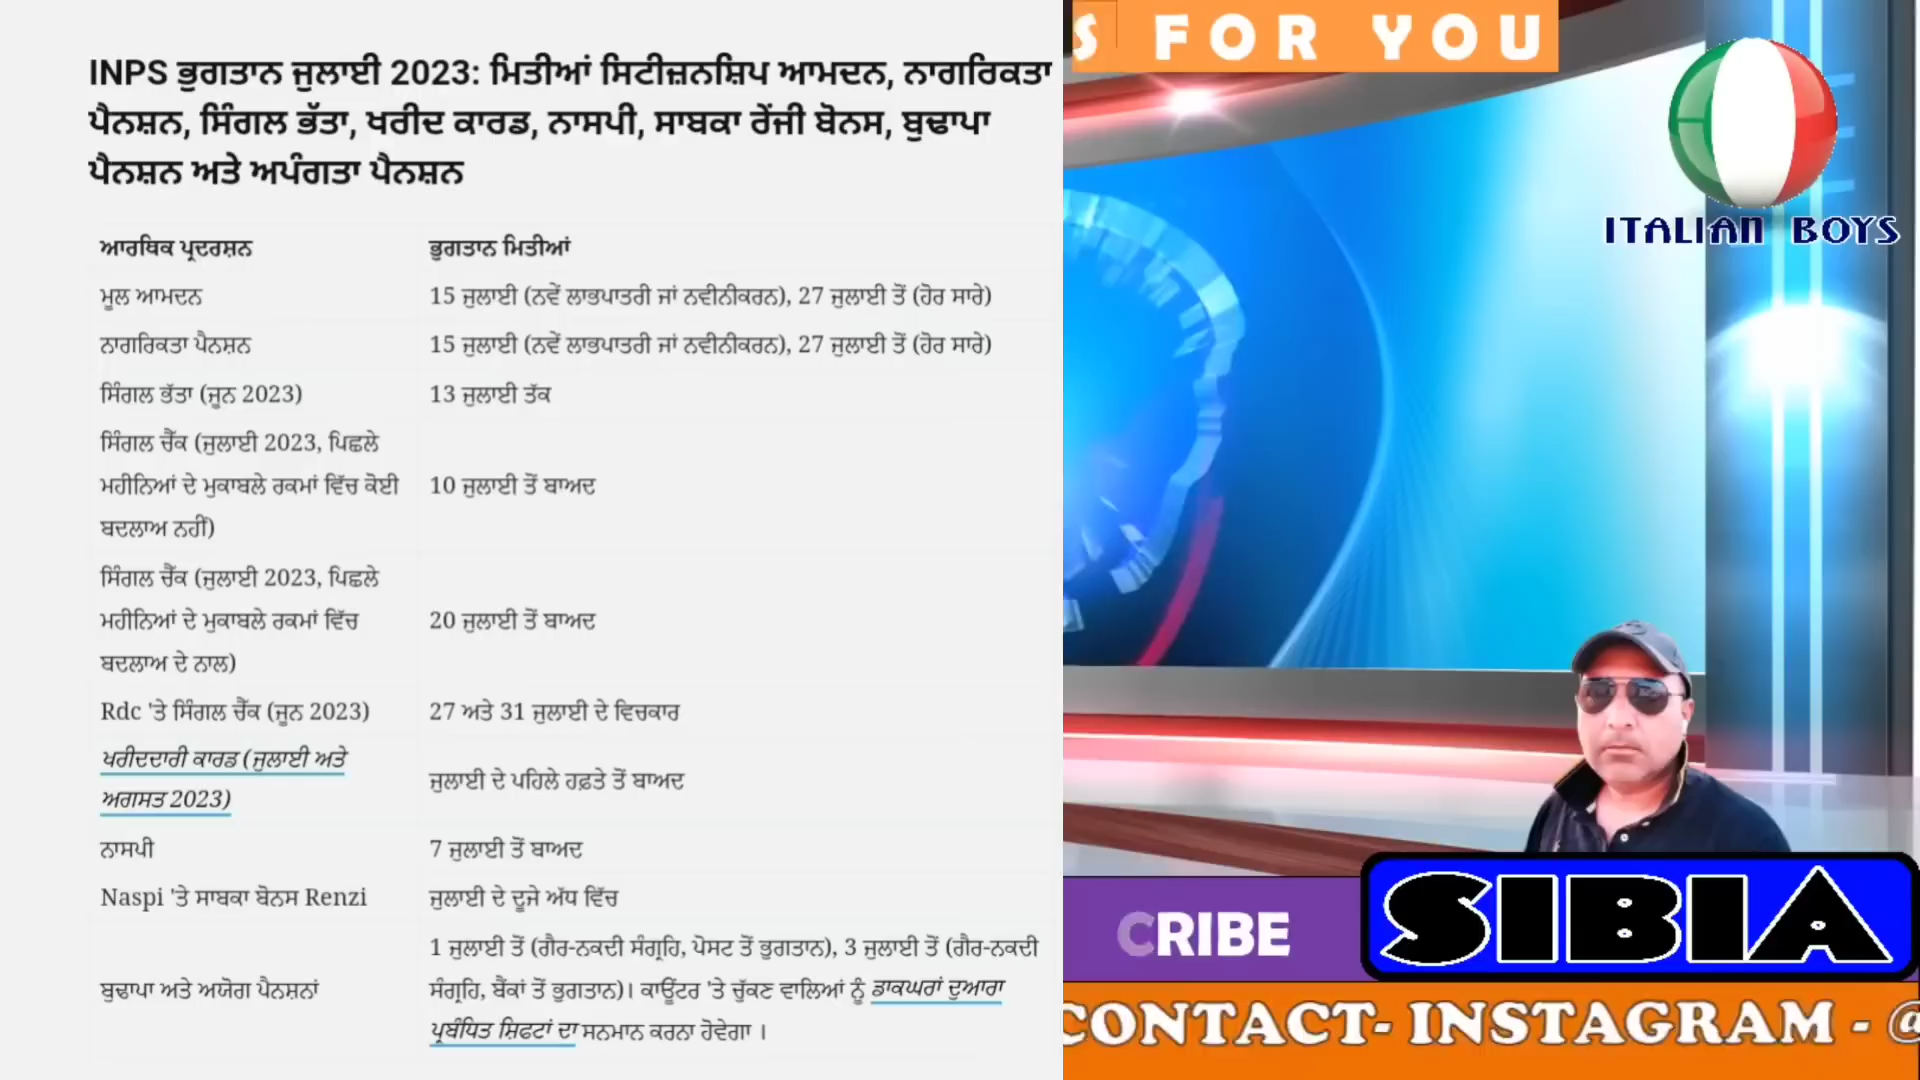 INPS ਭੁਗਤਾਨ ਜੁਲਾਈ 2023: ਮਿਤੀਆਂ ਸਿਟੀਜ਼ਨਸ਼ਿਪ ਆਮਦਨ, ਨਾਗਰਿਕਤਾ
ਪੈਨਸ਼ਨ, ਸਿੰਗਲ ਭੱਤਾ, ਖਰੀਦ ਕਾਰਡ, ਨਾਸਪੀ, ਸਾਬਕਾ ਰੇਂਜੀ ਬੋਨਸ, ਬੁਢਾਪਾ
ਪੈਨਸ਼ਨ ਅਤੇ ਅਪੰਗਤਾ ਪੈਨਸ਼ਨ
ਆਰਥਿਕ ਪ੍ਰਦਰਸ਼ਨ ਭੁਗਤਾਨ ਮਿਤੀਆਂ
ਮੂਲ ਆਮਦਨ 15 ਜੁਲਾਈ (ਨਵੇਂ ਲਾਭਪਾਤਰੀ ਜਾਂ ਨਵੀਨੀਕਰਨ), 27 ਜੁਲਾਈ ਤੋਂ (ਹੋਰ ਸਾਰੇ)
ਨਾਗਰਿਕਤਾ ਪੈਨਸ਼ਨ 15 ਜੁਲਾਈ (ਨਵੇਂ ਲਾਭਪਾਤਰੀ ਜਾਂ ਨਵੀਨੀਕਰਨ), 27 ਜੁਲਾਈ ਤੋਂ (ਹੋਰ ਸਾਰੇ)
ਸਿੰਗਲ ਭੱਤਾ (ਜੂਨ 2023) 13 ਜੁਲਾਈ ਤੱਕ
ਸਿੰਗਲ ਚੈੱਕ (ਜੁਲਾਈ 2023, ਪਿਛਲੇ
ਮਹੀਨਿਆਂ ਦੇ ਮੁਕਾਬਲੇ ਰਕਮਾਂ ਵਿੱਚ ਕੋਈ 10 ਜੁਲਾਈ ਤੋਂ ਬਾਅਦ
ਬਦਲਾਅ ਨਹੀਂ)
ਸਿੰਗਲ ਚੈੱਕ (ਜੁਲਾਈ 2023, ਪਿਛਲੇ
ਮਹੀਨਿਆਂ ਦੇ ਮੁਕਾਬਲੇ ਰਕਮਾਂ ਵਿੱਚ 20 ਜੁਲਾਈ ਤੋਂ ਬਾਅਦ
ਬਦਲਾਅ ਦੇ ਨਾਲ)
Rdc 'ਤੇ ਸਿੰਗਲ ਚੈੱਕ (ਜੂਨ 2023) 27 ਅਤੇ 31 ਜੁਲਾਈ ਦੇ ਵਿਚਕਾਰ
ਖਰੀਦਦਾਰੀ ਕਾਰਡ (ਜੁਲਾਈ ਅਤੇ
ਅਗਸਤ 2023) ਜੁਲਾਈ ਦੇ ਪਹਿਲੇ ਹਫ਼ਤੇ ਤੋਂ ਬਾਅਦ
ਨਾਸਪੀ 7 ਜੁਲਾਈ ਤੋਂ ਬਾਅਦ
Naspi 'ਤੇ ਸਾਬਕਾ ਬੋਨਸ Renzi ਜੁਲਾਈ ਦੇ ਦੂਜੇ ਅੱਧ ਵਿੱਚ
ਬੁਢਾਪਾ ਅਤੇ ਅਯੋਗ ਪੈਨਸ਼ਨਾਂ
1 ਜੁਲਾਈ ਤੋਂ (ਗੈਰ-ਨਕਦੀ ਸੰਗ੍ਰਹਿ, ਪੋਸਟ ਤੋਂ ਭੁਗਤਾਨ), 3 ਜੁਲਾਈ ਤੋਂ (ਗੈਰ-ਨਕਦੀ
ਸੰਗ੍ਰਹਿ, ਬੈਂਕਾਂ ਤੋਂ ਭੁਗਤਾਨ)। ਕਾਊਂਟਰ 'ਤੇ ਚੁੱਕਣ ਵਾਲਿਆਂ ਨੂੰ ਡਾਕਘਰਾਂ ਦੁਆਰਾ
ਪ੍ਰਬੰਧਿਤ ਸ਼ਿਫਟਾਂ ਦਾ ਸਨਮਾਨ ਕਰਨਾ ਹੋਵੇਗਾ ।
S FOR YOU
ITALIAN BOYS
CRIBE
SIBIA
CONTACT- INSTAGRAM - @